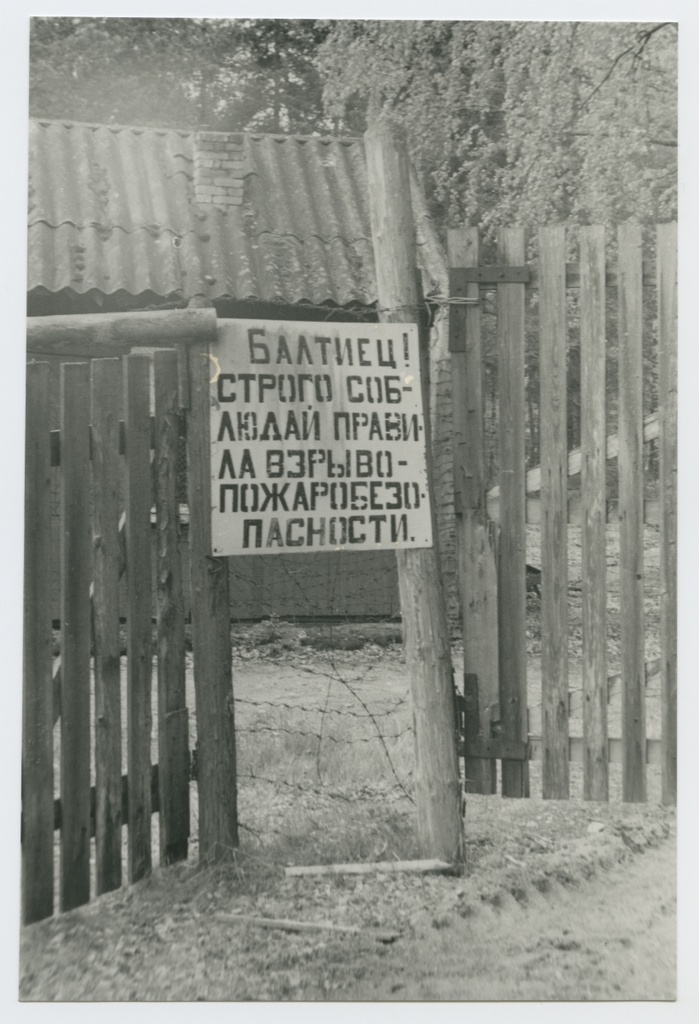 БАЛТИЕЦ!
СТРОГО СОБ-
ЛЮДАЙ ПРАВИ-
ЛА ВЗРЫВО-
ПОЖАРОБЕЗО-
ПАСНОСТИ.